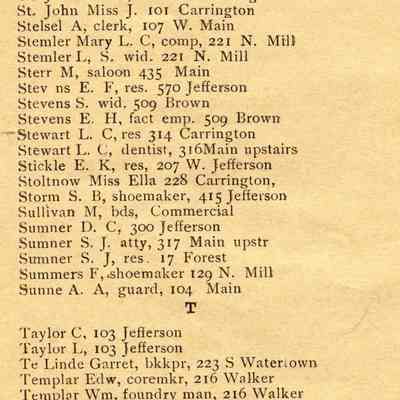 St. John Miss J. 101 Carrington
Stelsel A, clerk, 107 W. Main
Stemler Mary L. C, comp, 221 N. Mill
Stemler L, S. wid. 221 N. Mill
Sterr M, saloon 435 Main
Stev ns E. F, res. 570 Jefferson
Stevens S. wid. 509 Brown
Stevens E. H, fact emp. 509 Brown
Stewart L. C, res 314 Carrington
Stewart L. C, dentist, 316Main upstairs
Stickle E. K, res, 207 W. Jefferson
Stoltnow Miss Ella 228 Carrington,
Storm S. B, shoemaker, 415 Jefferson
Sullivan M, bds, Commercial
Sumner D. C, 300 Jefferson
Sumner S. J. atty, 317 Main upstr
Sumner S. J, res. 17 Forest
Summers F, shoemaker 129 N. Mill
Sunne A. A, guard, 104 Main
T
Taylor C, 103 Jefferson
Taylor L, 103 Jefferson
Te Linde Garret, bkkpr, 223 S Watertown
Templar Edw, coremkr, 216 Walker
Templar Wm, foundry man, 216 Walker